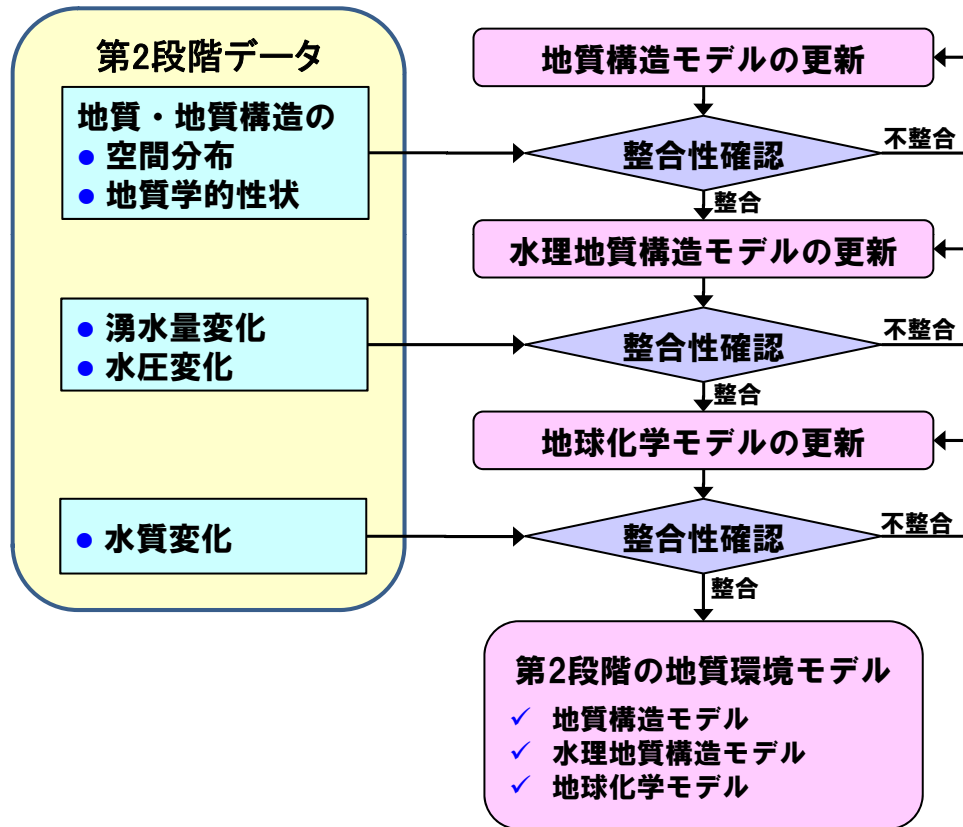 第2段階データ
地質・地質構造の
● 空間分布
● 地質学的性状
● 湧水量変化
● 水圧変化
● 水質変化
地質構造モデルの更新
整合性確認
不整合
整合
水理地質構造モデルの更新
整合性確認
不整合
整合
地球化学モデルの更新
整合性確認
不整合
整合
第2段階の地質環境モデル
✓ 地質構造モデル
✓ 水理地質構造モデル
✓ 地球化学モデル